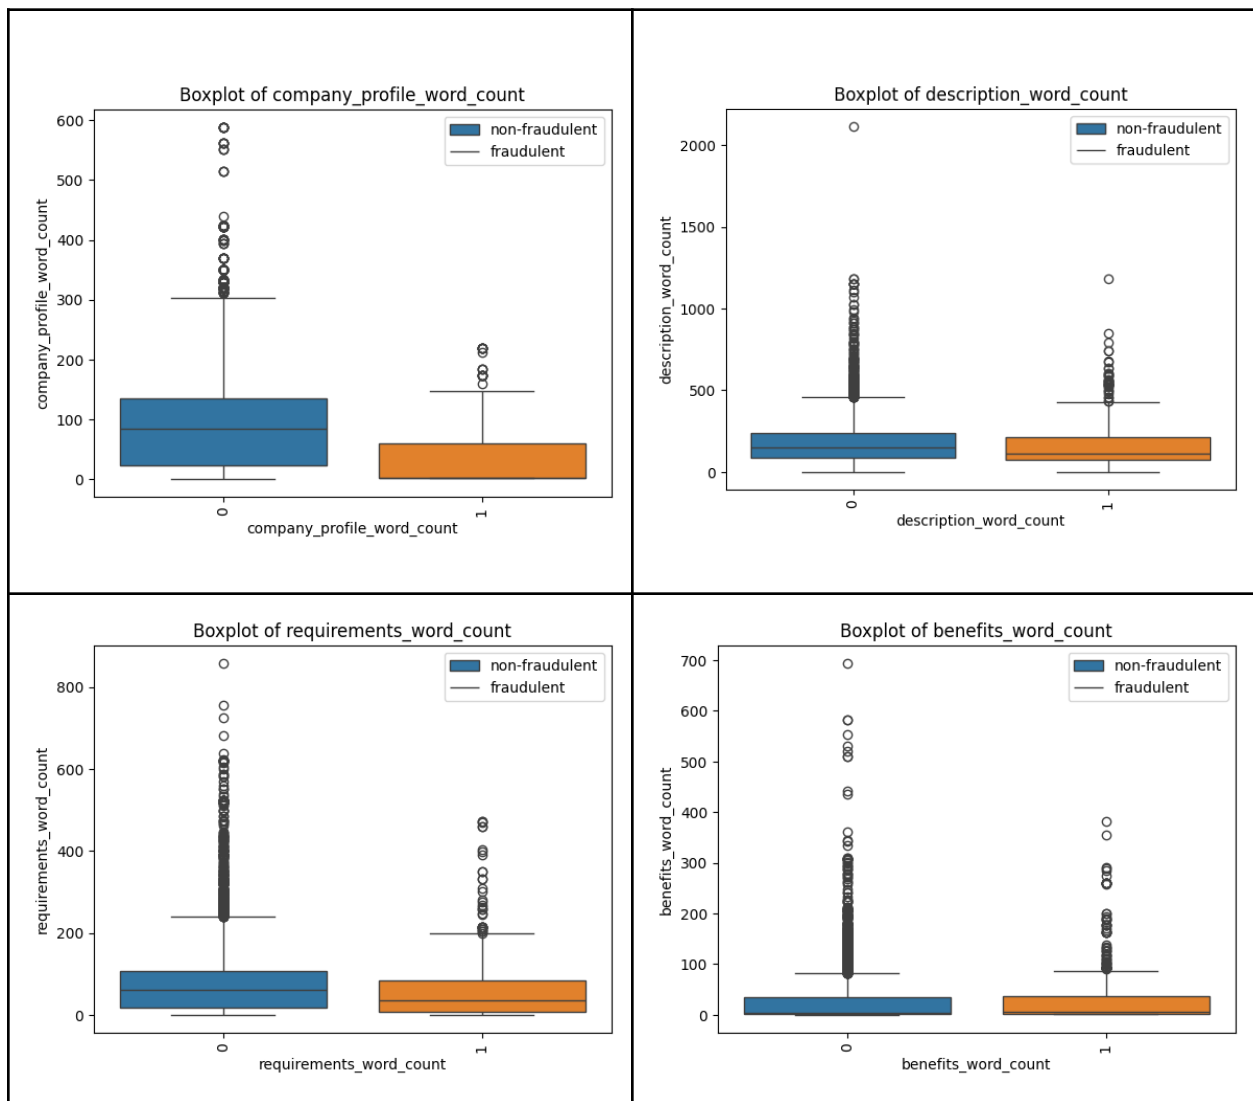 Boxplot of company_profile_word_count
non-fraudulent
fraudulent
600
500
400
300
200
100
0
company_profile_word_count
0
1
company_profile_word_count
Boxplot of description_word_count
non-fraudulent
fraudulent
2000
1500
1000
500
0
description_word_count
0
1
description_word_count
Boxplot of requirements_word_count
non-fraudulent
fraudulent
800
600
400
200
0
requirements_word_count
0
1
requirements_word_count
Boxplot of benefits_word_count
non-fraudulent
fraudulent
700
600
500
400
300
200
100
0
benefits_word_count
0
1
benefits_word_count